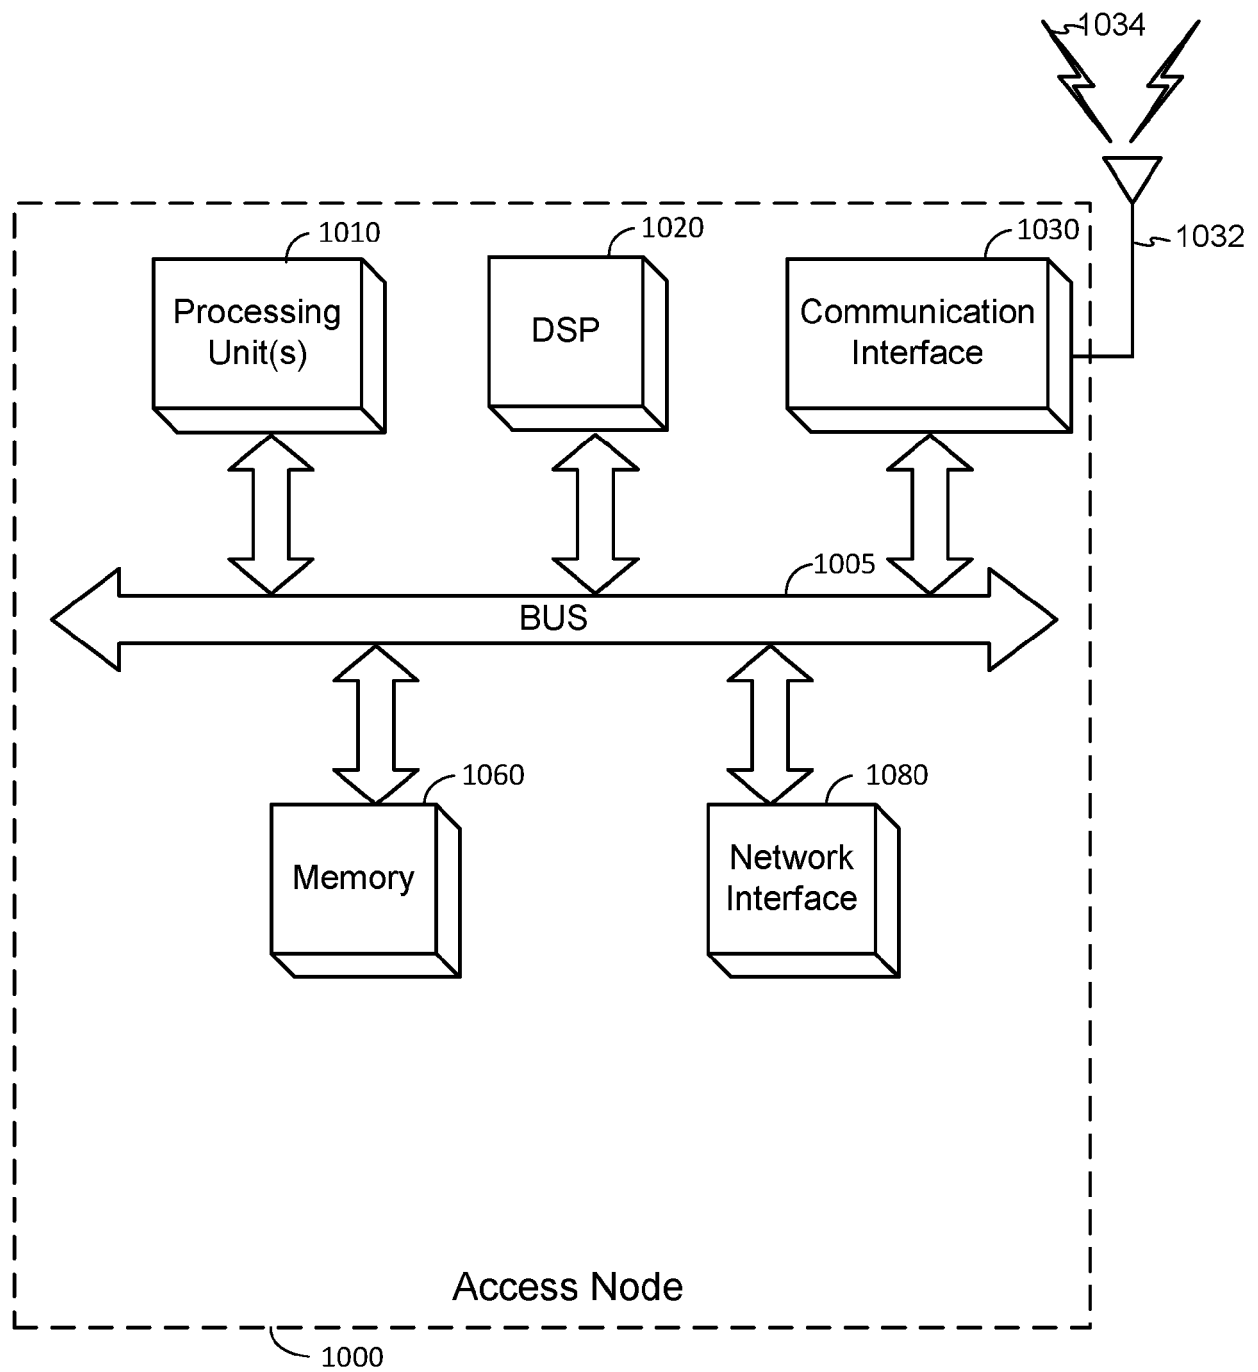 1034
1032
1010
1020
1030
Processing
Unit(s)
DSP
Communication
Interface
1005
BUS
1060
1080
Memory
Network
Interface
Access Node
1000